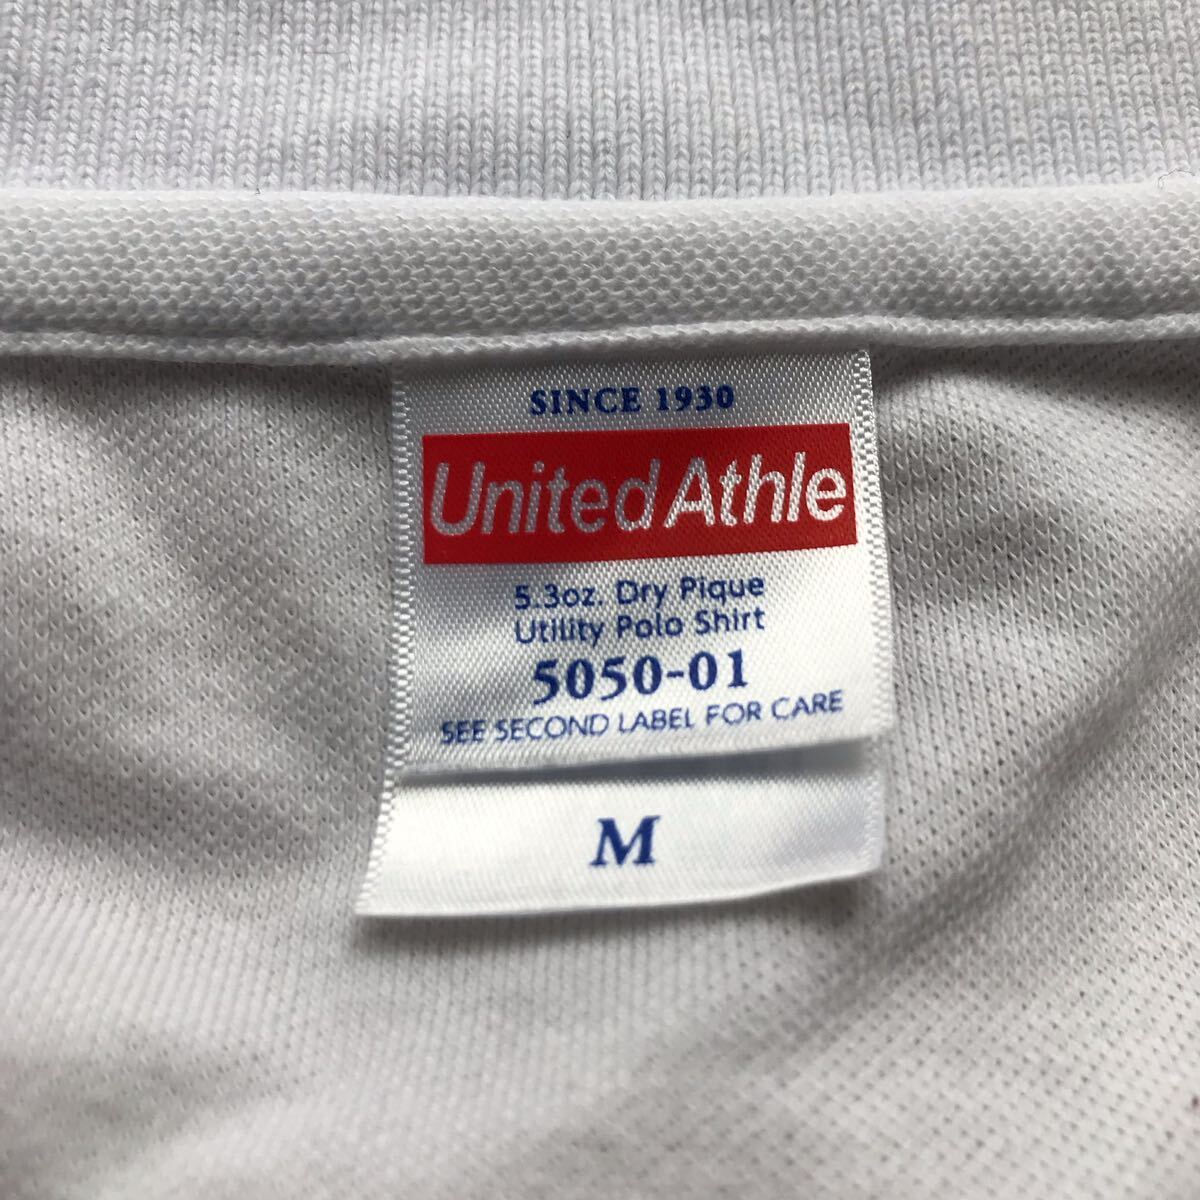 SINCE 1930
United Athle
5.3oz. Dry Pique
Utility Polo Shirt
5050-01
SEE SECOND LABEL FOR CARE
M